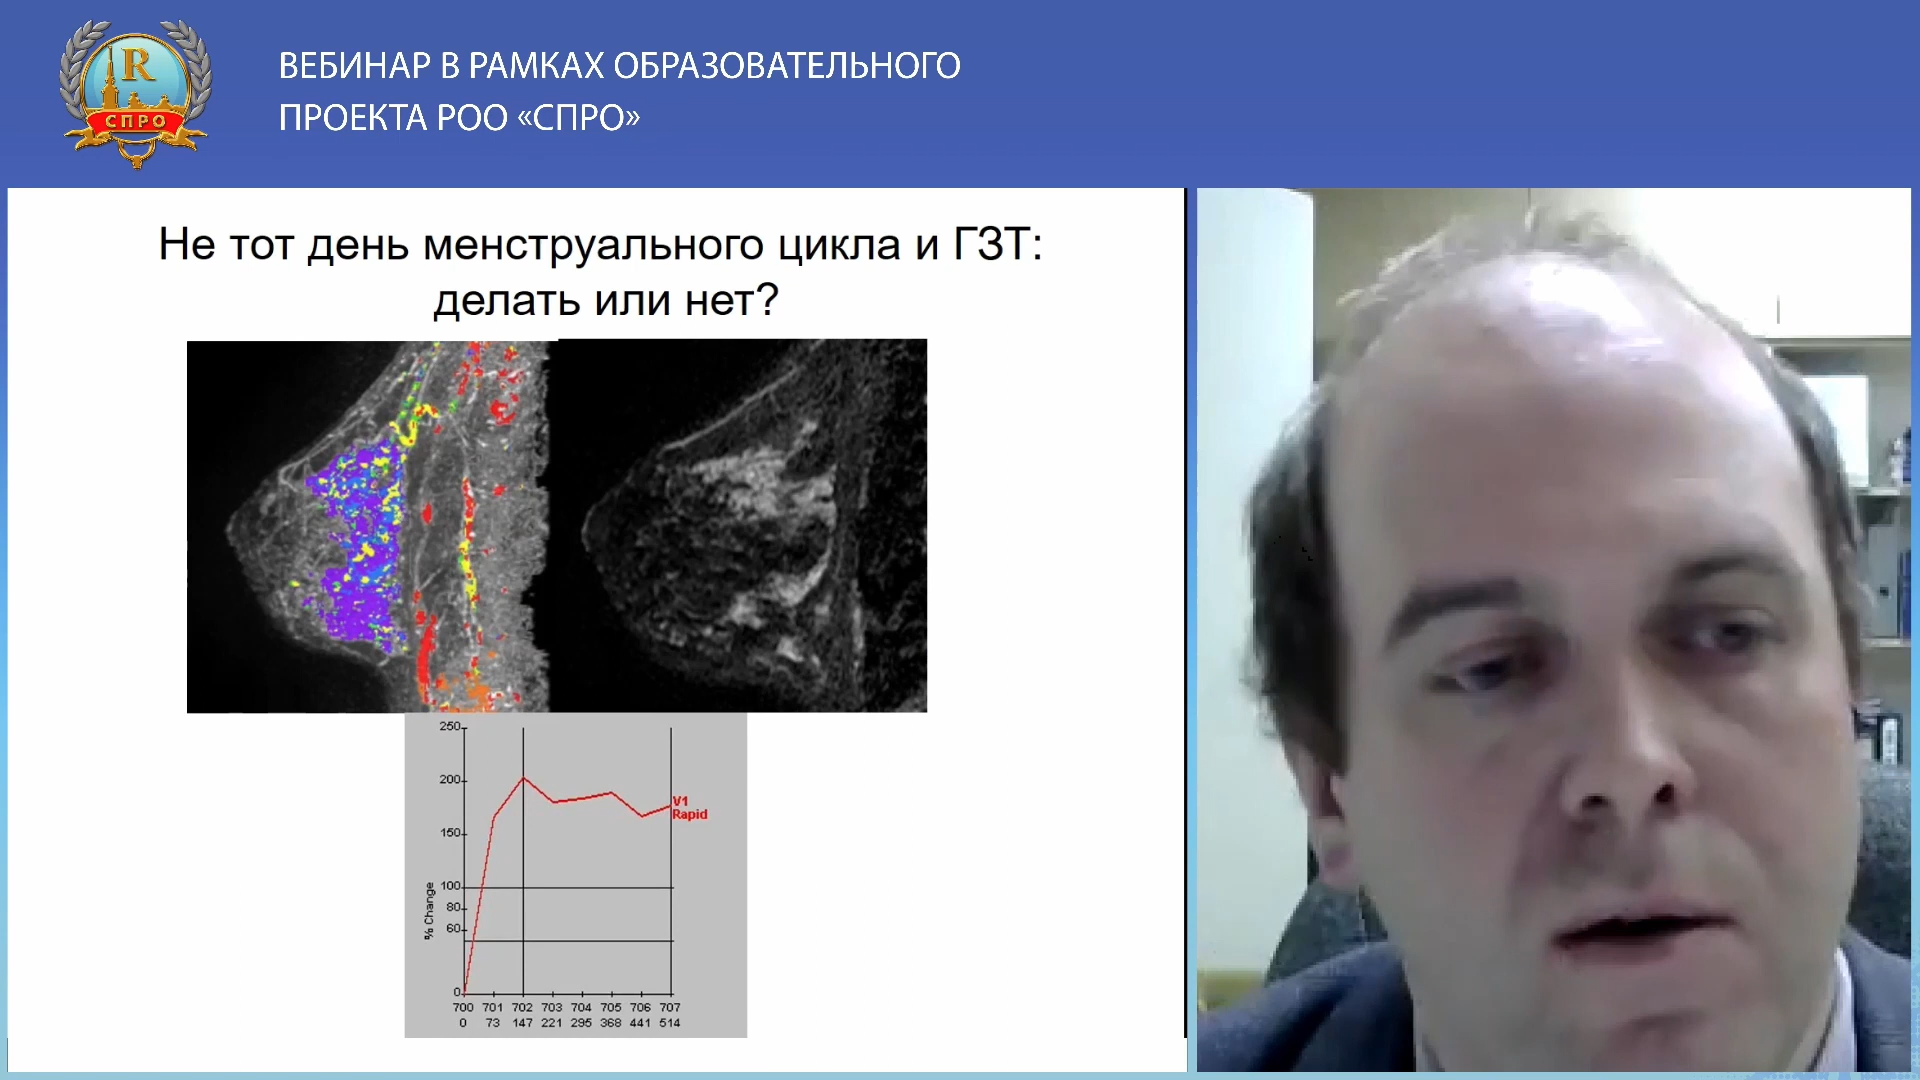 R
СПРО
ВЕБИНАР В РАМКАХ ОБРАЗОВАТЕЛЬНОГО
ПРОЕКТА РОО «СПРО»
Не тот день менструального цикла и ГЗТ:
делать или нет?
250
200
150
100
80
60
0
% Change
V1
Rapid
700 701 702 703 704 705 706 707
0 73 147 221 295 368 441 514